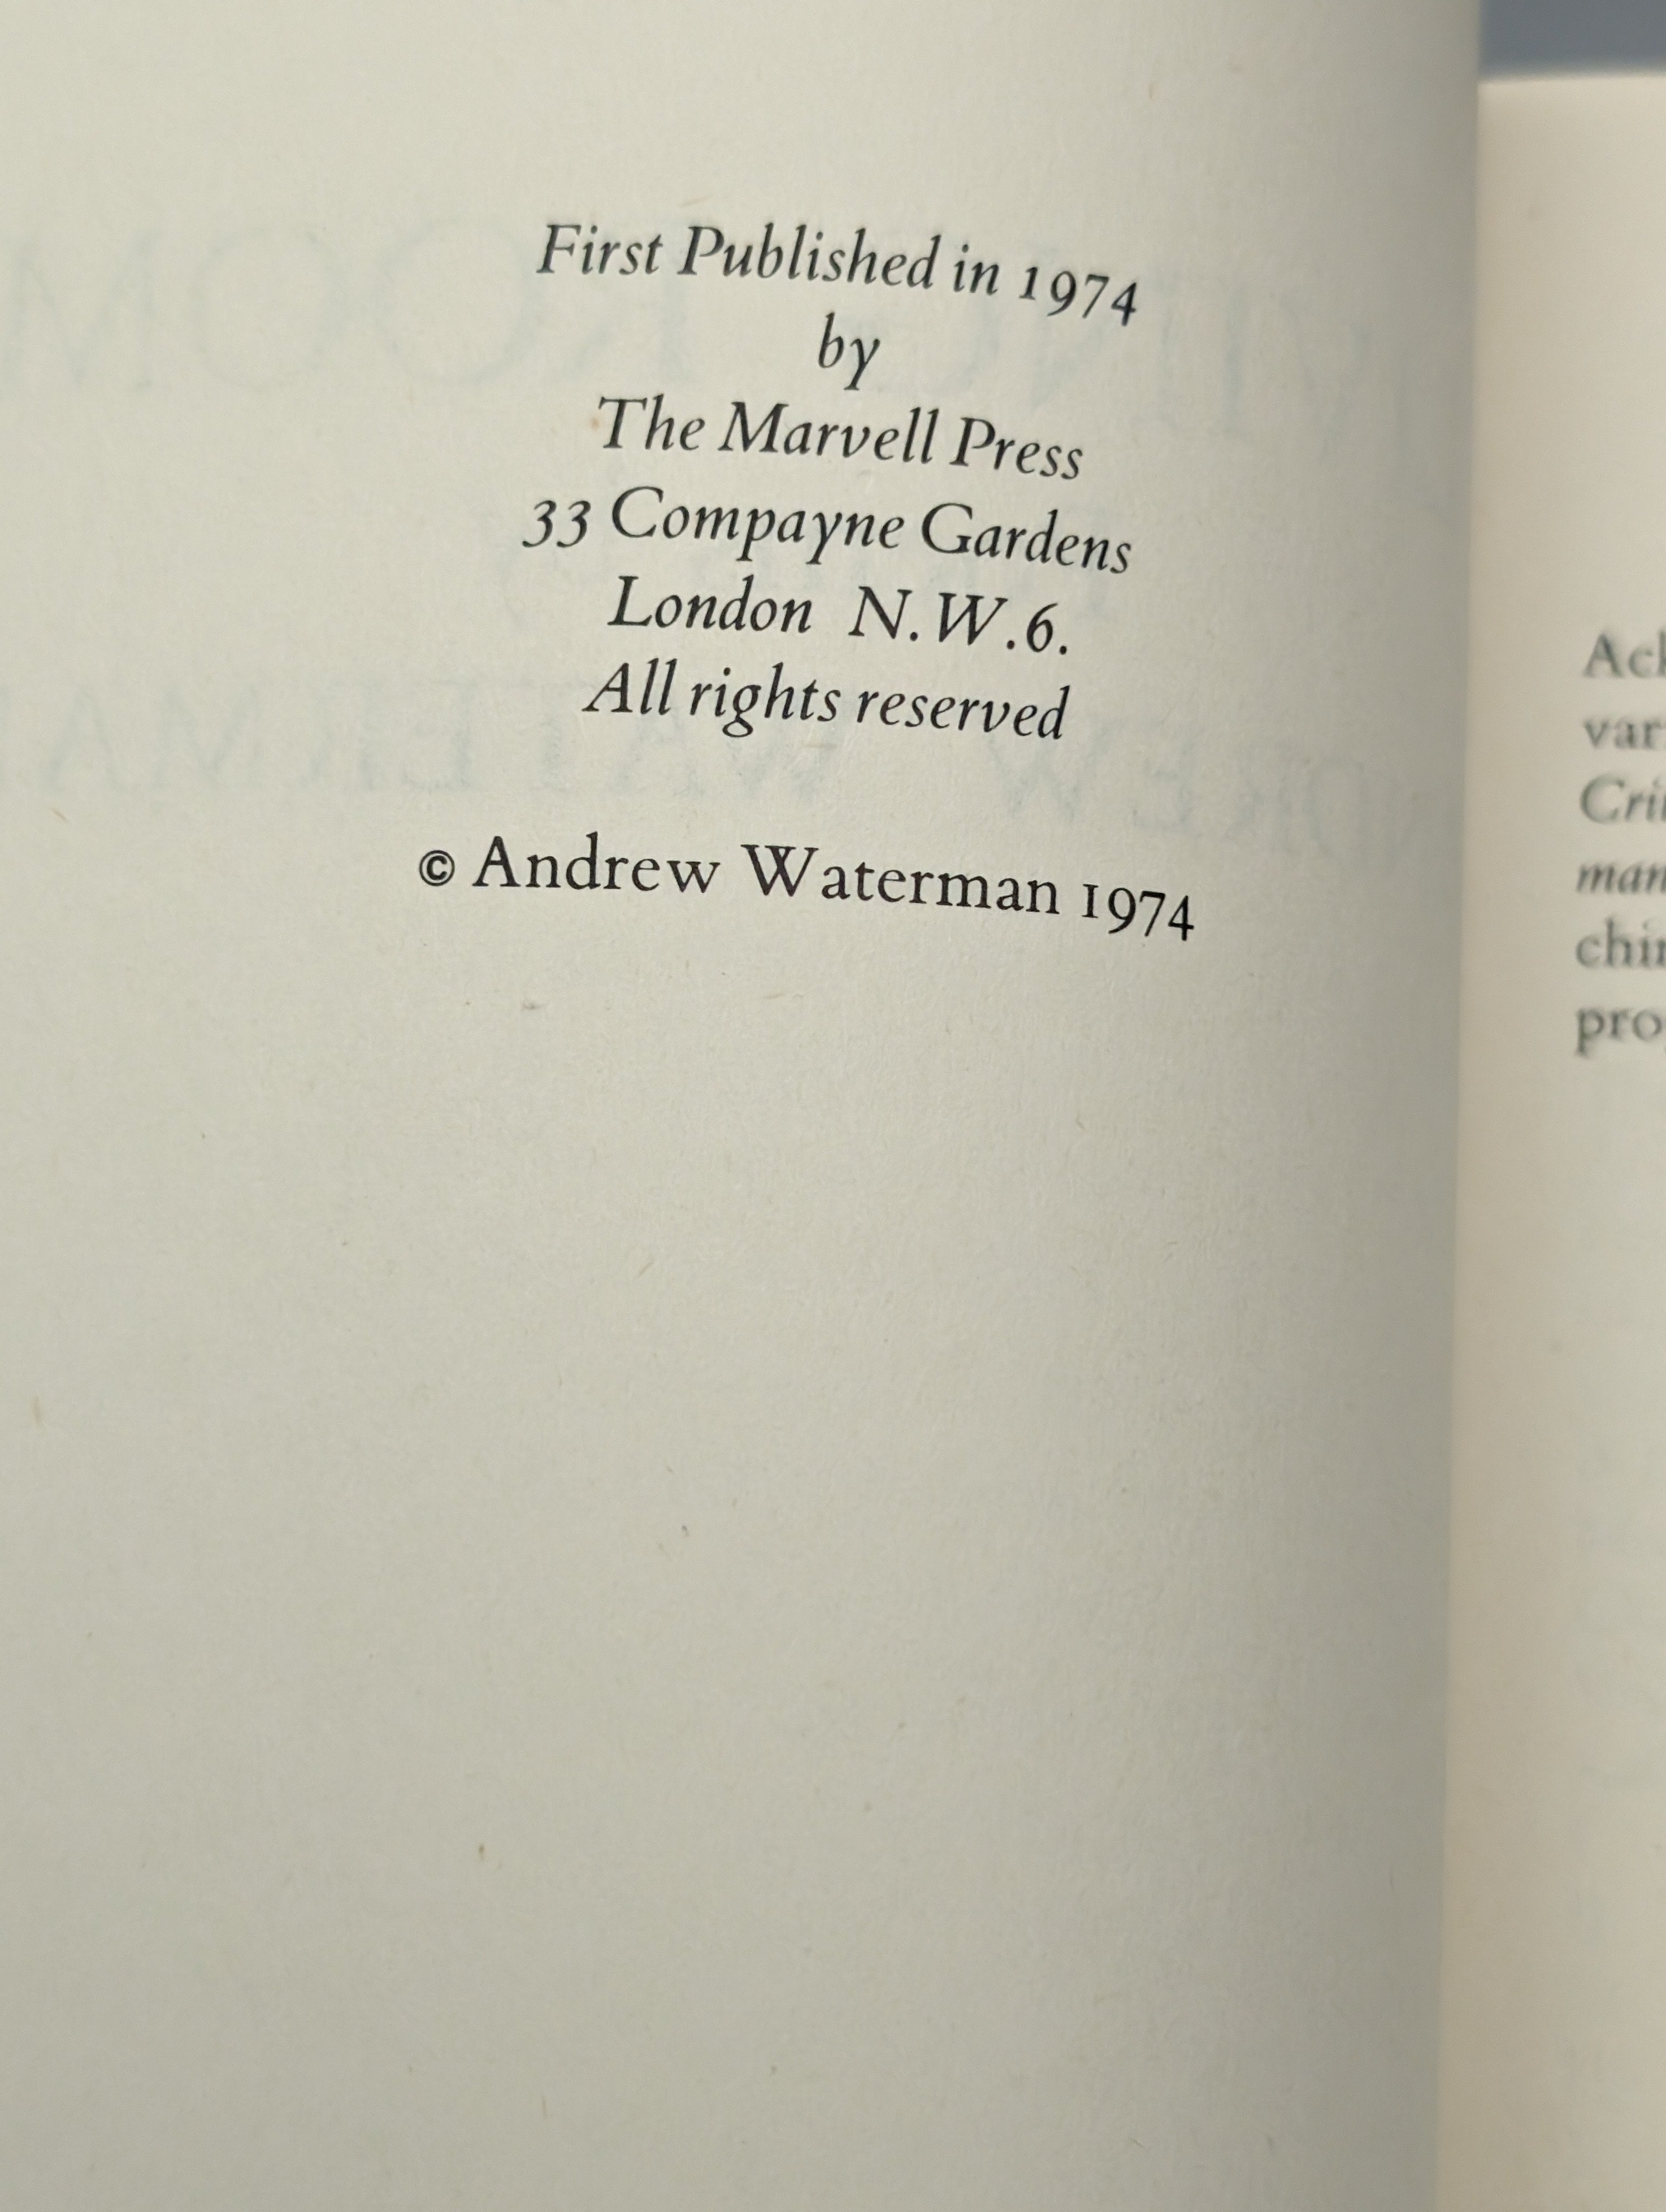 First Published in 1974
by
The Marvell Press
33 Compayne Gardens
London N.W.6.
All rights reserved
© Andrew Waterman 1974